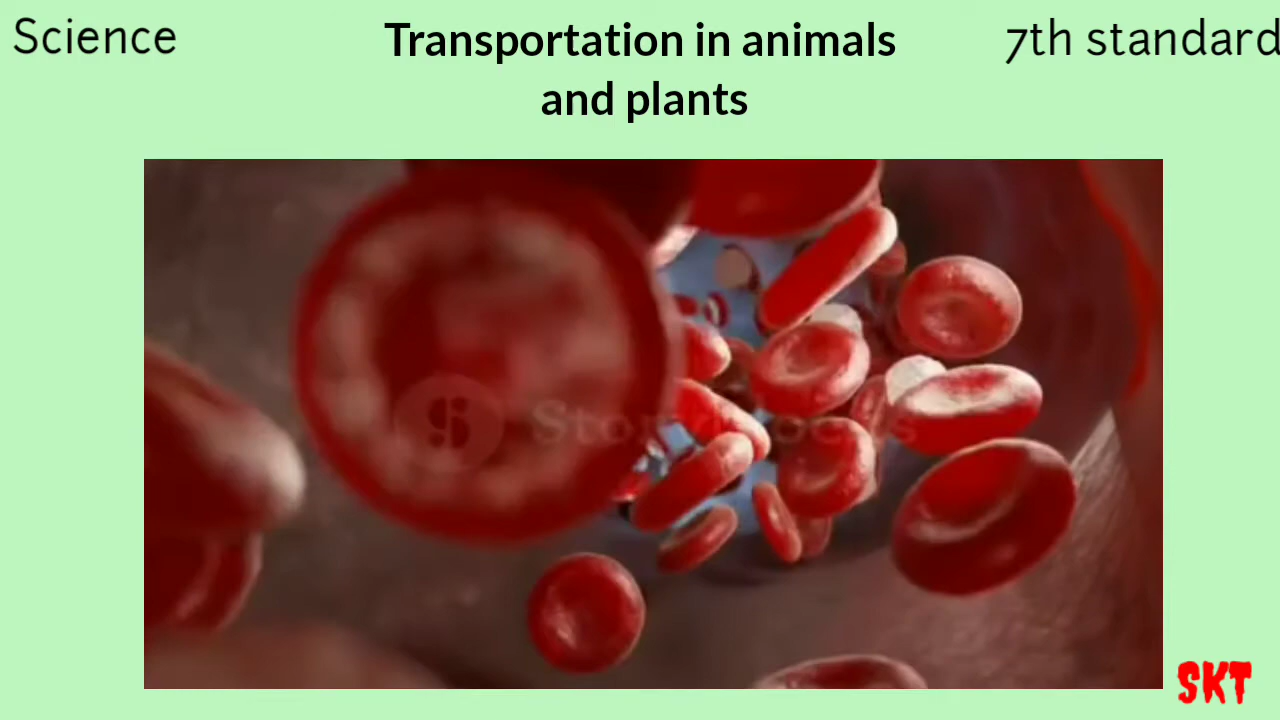 Science
Transportation in animals
and plants
7th standard
SKT